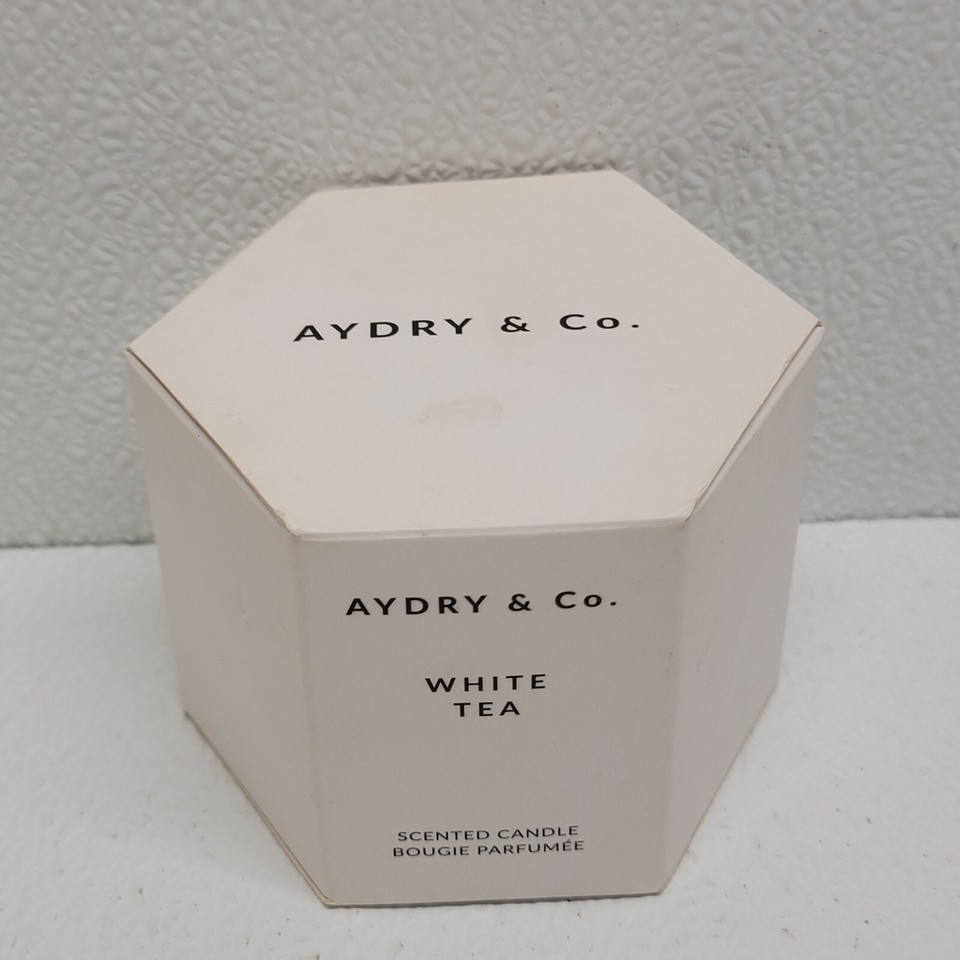 AYDRY & Co.
AYDRY & Co.
WHITE
TEA
SCENTED CANDLE
BOUGIE PARFUMÉE